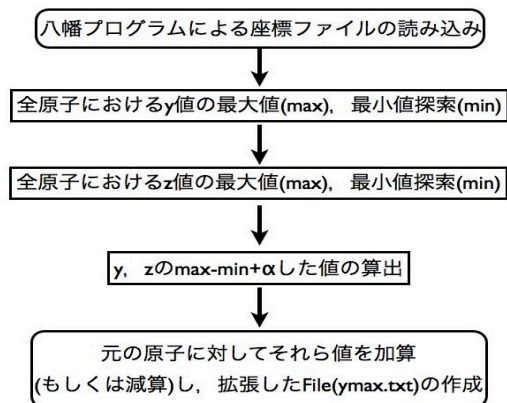 八幡プログラムによる座標ファイルの読み込み
全原子におけるy値の最大値(max)，最小値探索(min)
全原子におけるz値の最大値(max)，最小値探索(min)
y，zのmax-min+αした値の算出
元の原子に対してそれら値を加算
(もしくは減算)し，拡張したFile(ymax.txt)の作成